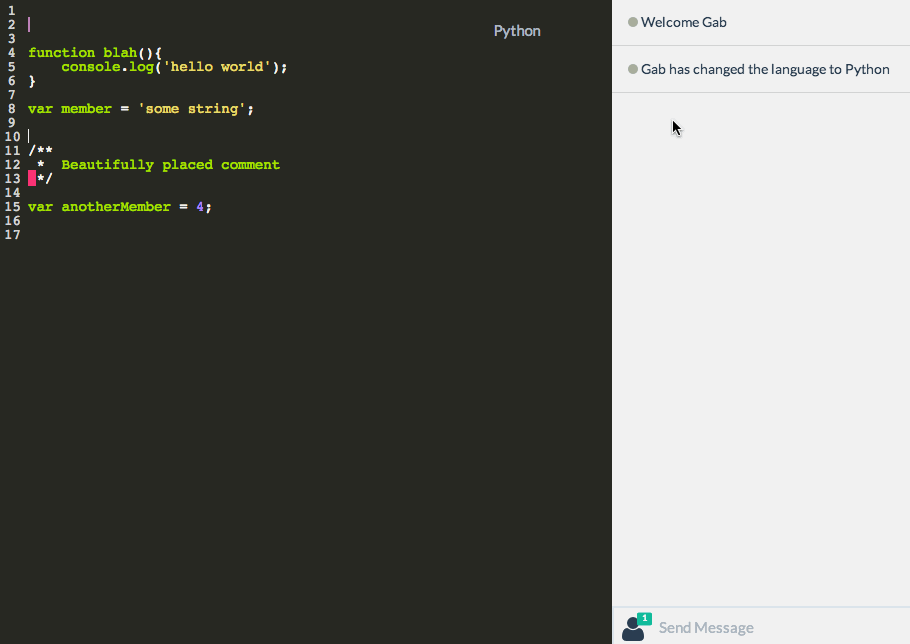 1
2
3
4 function blah(){
5     console.log('hello world');
6 }
7
8 var member = 'some string';
9
10
11 /**
12  *  Beautifully placed comment
13  */
14
15 var anotherMember = 4;
16
17
Python
Welcome Gab
Gab has changed the language to Python
1
Send Message